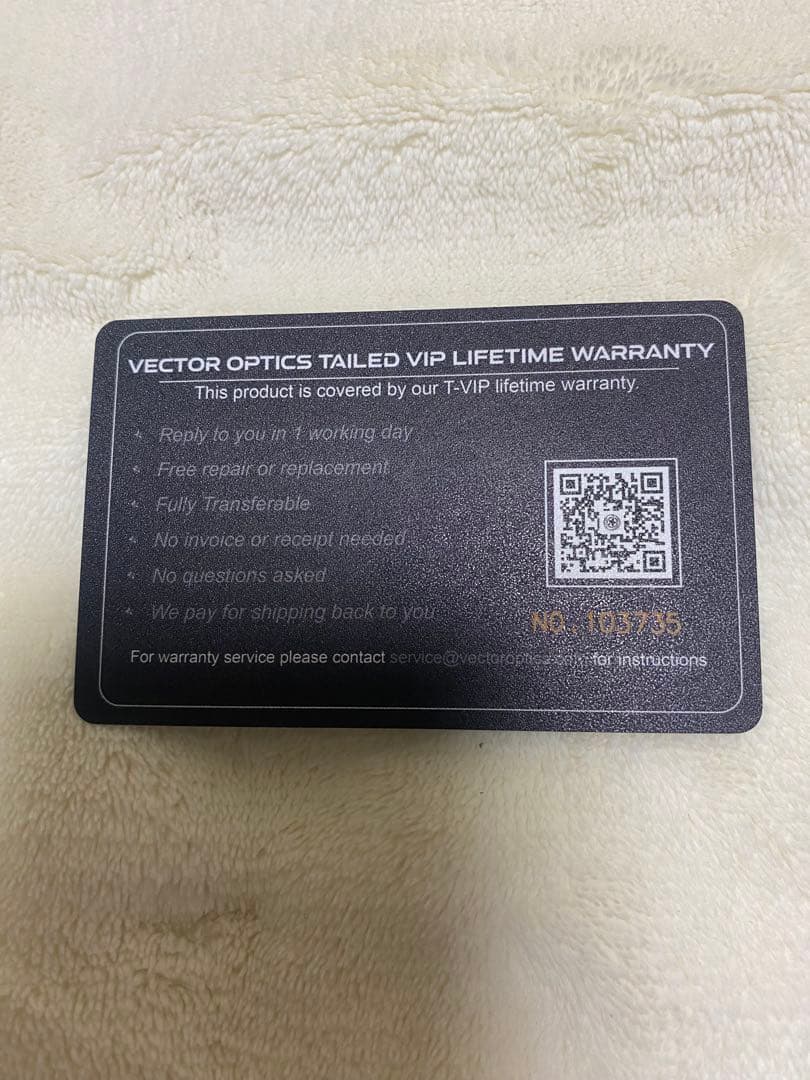 VECTOR OPTICS TAILED VIP LIFETIME WARRANTY
This product is covered by our T-VIP lifetime warranty.
Reply to you in 1 working day
Free repair or replacement
Fully Transferable
No invoice or receipt needed
No questions asked
We pay for shipping back to you
NO. 103735
For warranty service please contact service@vectoroptics.com for instructions